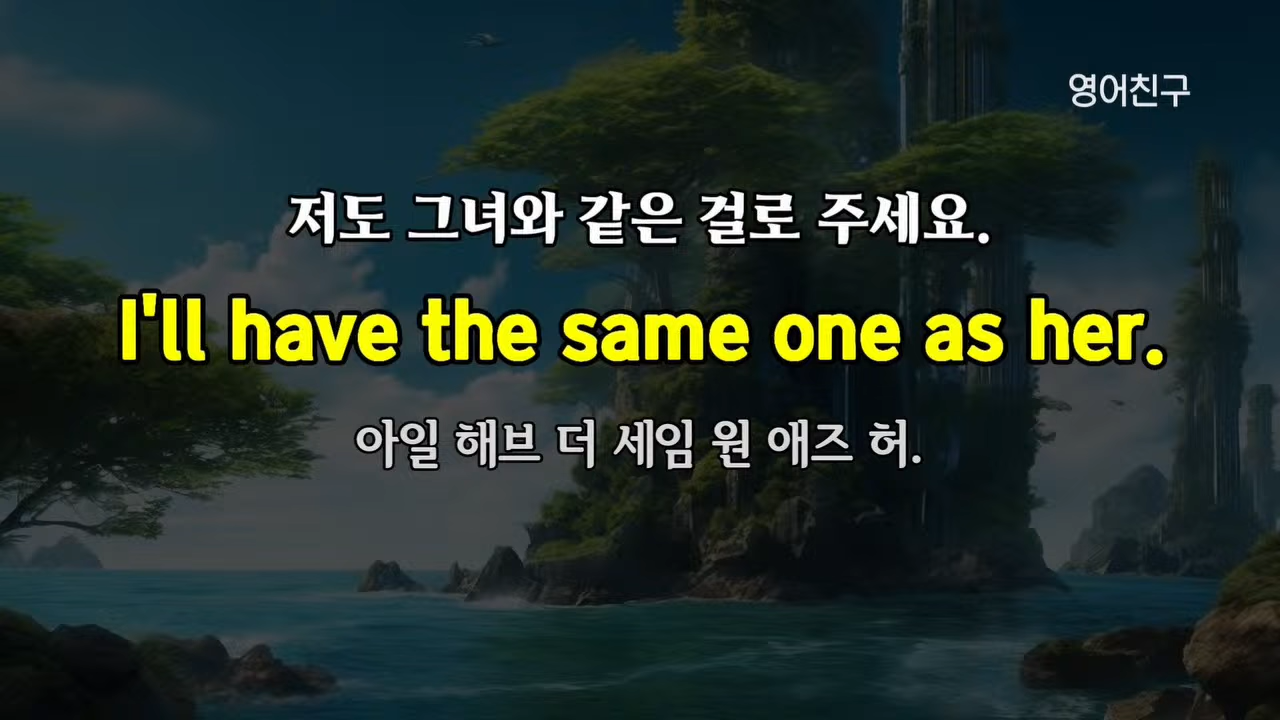 영어친구
저도 그녀와 같은 걸로 주세요.
I'll have the same one as her.
아일 해브 더 세임 원 애즈 허.